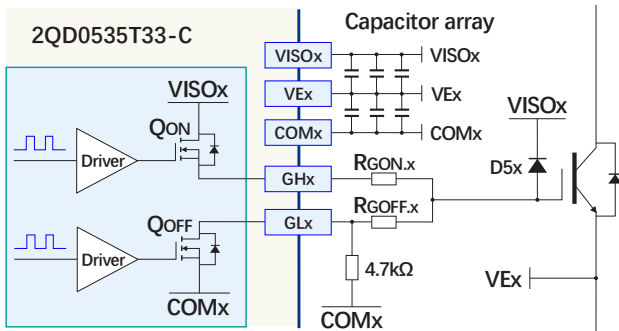 2QD0535T33-C
Capacitor array
VISOx
VISOx
VEx
VEx
COMx
COMx
VISOx
QON
Driver
GHx
RGON.x
VISOx
D5x
QOFF
Driver
GLx
RGOFF.x
4.7kΩ
COMx
COMx
VEx